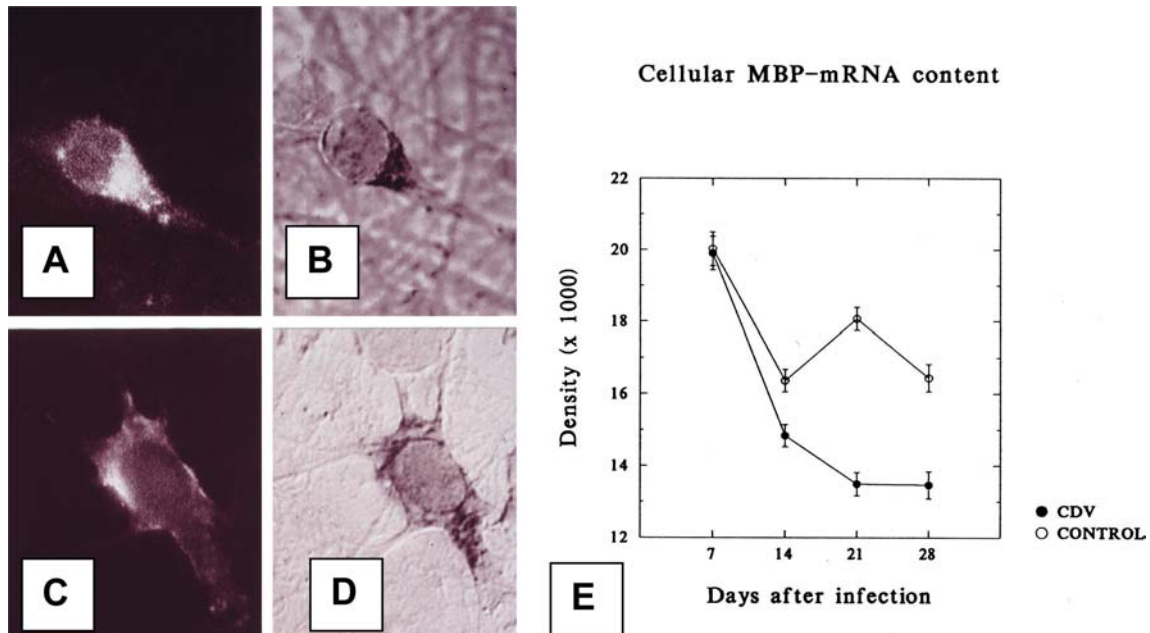 A
B
C
D
Cellular MBP-mRNA content
22
20
18
16
14
12
Density (x 1000)
7 14 21 28
Days after infection
CDV
CONTROL
E